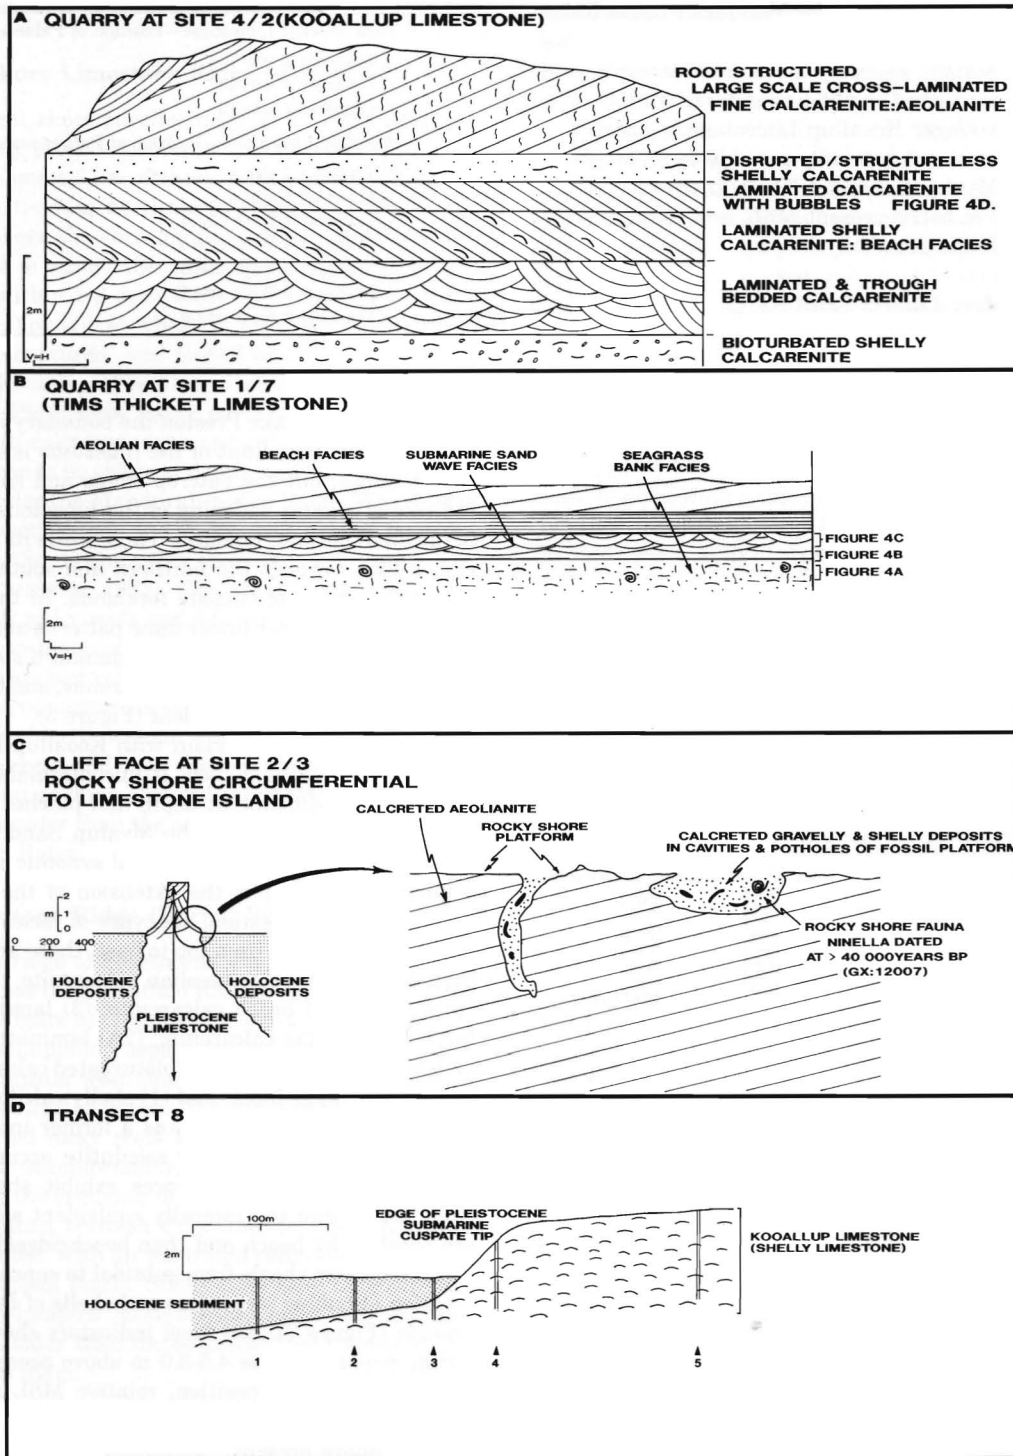 A QUARRY AT SITE 4/2(KOOALLUP LIMESTONE)
ROOT STRUCTURED
LARGE SCALE CROSS-LAMINATED
FINE CALCARENITE:AEOLIANITE
DISRUPTED/STRUCTURELESS
SHELLY CALCARENITE
LAMINATED CALCARENITE
WITH BUBBLES FIGURE 4D.
LAMINATED SHELLY
CALCARENITE: BEACH FACIES
LAMINATED & TROUGH
BEDDED CALCARENITE
BIOTURBATED SHELLY
CALCARENITE
2m
V=H
B QUARRY AT SITE 1/7
(TIMS THICKET LIMESTONE)
AEOLIAN FACIES
BEACH FACIES
SUBMARINE SAND
WAVE FACIES
SEAGRASS
BANK FACIES
FIGURE 4C
FIGURE 4B
FIGURE 4A
2m
V=H
C
CLIFF FACE AT SITE 2/3
ROCKY SHORE CIRCUMFERENTIAL
TO LIMESTONE ISLAND
CALCRETED AEOLIANITE
ROCKY SHORE
PLATFORM
CALCRETED GRAVELLY & SHELLY DEPOSITS
IN CAVITIES & POTHOLES OF FOSSIL PLATFORM
ROCKY SHORE FAUNA
NINELLA DATED
AT > 40 000YEARS BP
(GX:12007)
2
m 1
0
0 200 400
m
HOLOCENE
DEPOSITS
HOLOCENE
DEPOSITS
PLEISTOCENE
LIMESTONE
D TRANSECT 8
100m
2m
EDGE OF PLEISTOCENE
SUBMARINE
CUSPATE TIP
KOOALLUP LIMESTONE
(SHELLY LIMESTONE)
HOLOCENE SEDIMENT
1 2 3 4 5